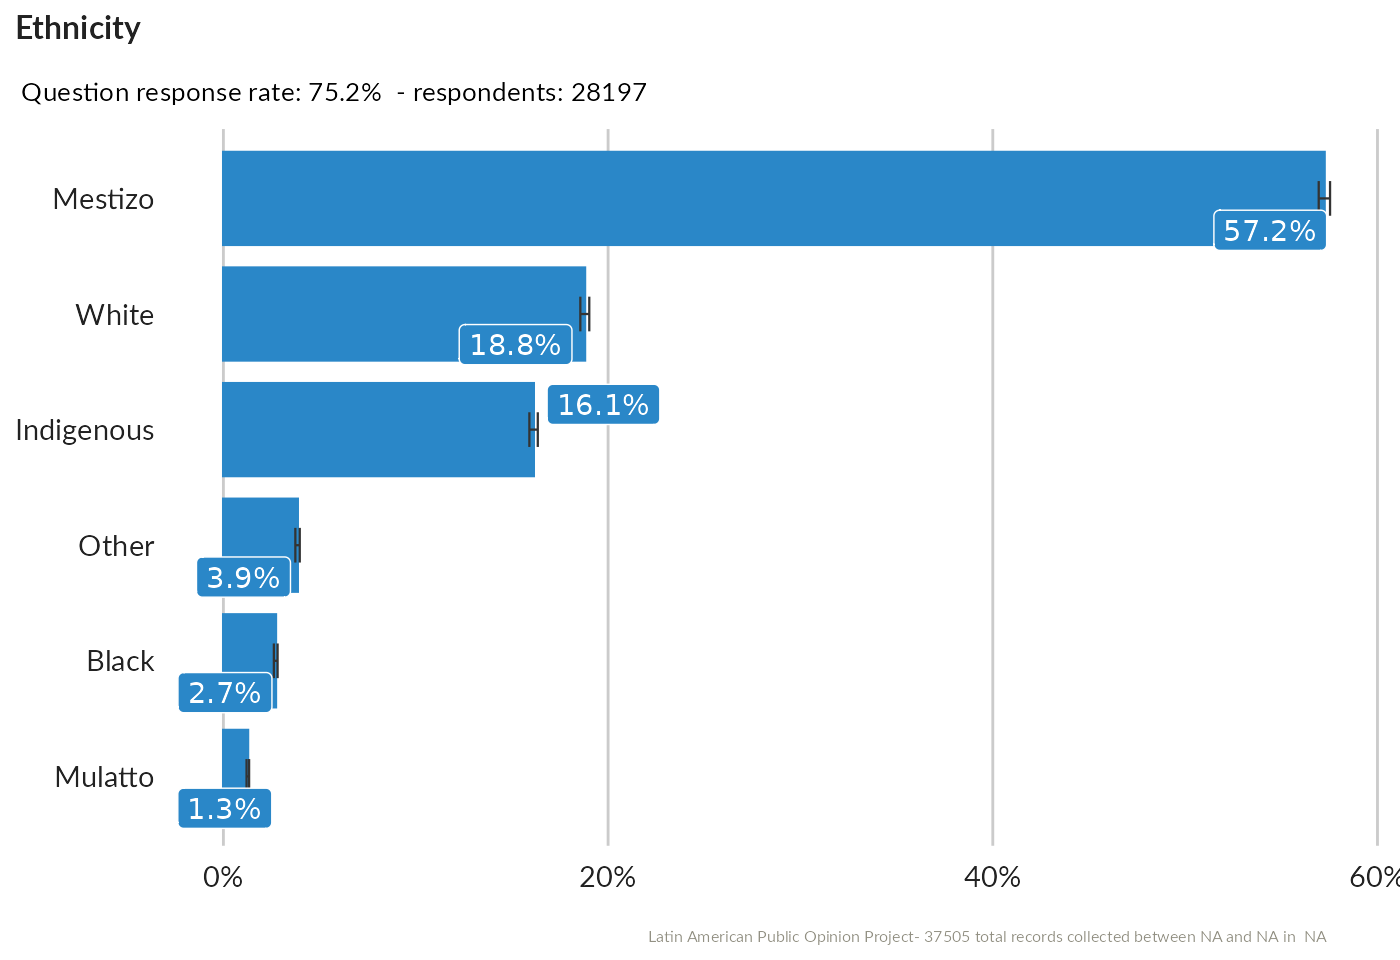 Ethnicity
Question response rate: 75.2% - respondents: 28197
Mestizo
57.2%
White
18.8%
Indigenous
16.1%
Other
3.9%
Black
2.7%
Mulatto
1.3%
0% 20% 40% 60%
Latin American Public Opinion Project- 37505 total records collected between NA and NA in NA